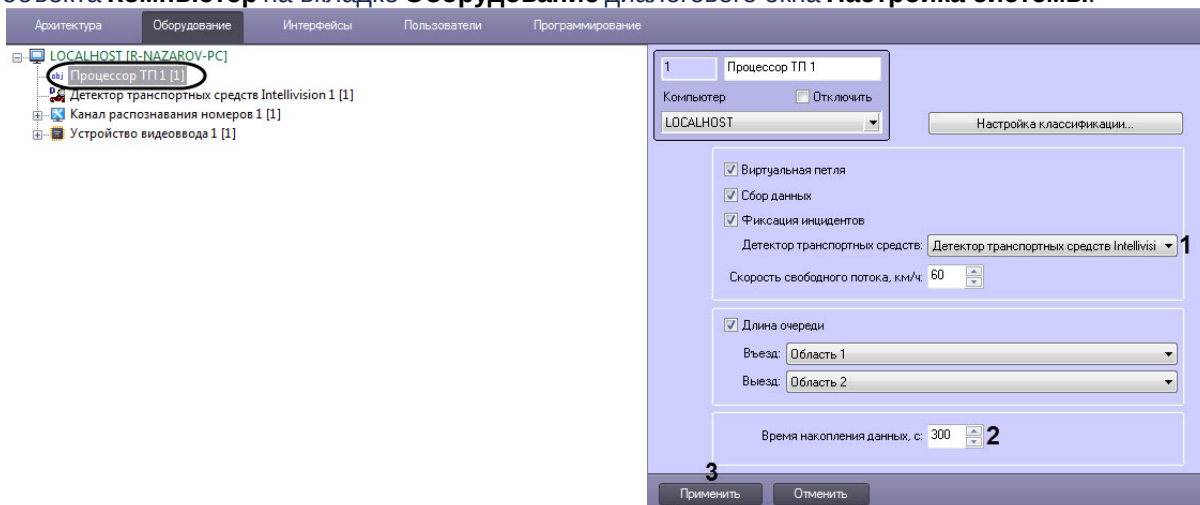 объекта Компьютер на вкладке Оборудование диалогового окна Настройка системы.
Архитектура Оборудование Интерфейсы Пользователи Программирование
LOCALHOST [R-NAZAROV-PC]
Процессор ТП 1 [1]
Детектор транспортных средств Intellivision 1 [1]
Канал распознавания номеров 1 [1]
Устройство видеоввода 1 [1]
1 Процессор ТП 1
Компьютер Отключить
LOCALHOST
Настройка классификации...
Виртуальная петля
Сбор данных
Фиксация инцидентов
Детектор транспортных средств: Детектор транспортных средств Intellivisi 1
Скорость свободного потока, км/ч: 60
Длина очереди
Въезд: Область 1
Выезд: Область 2
Время накопления данных, с: 300 2
3
Применить Отменить